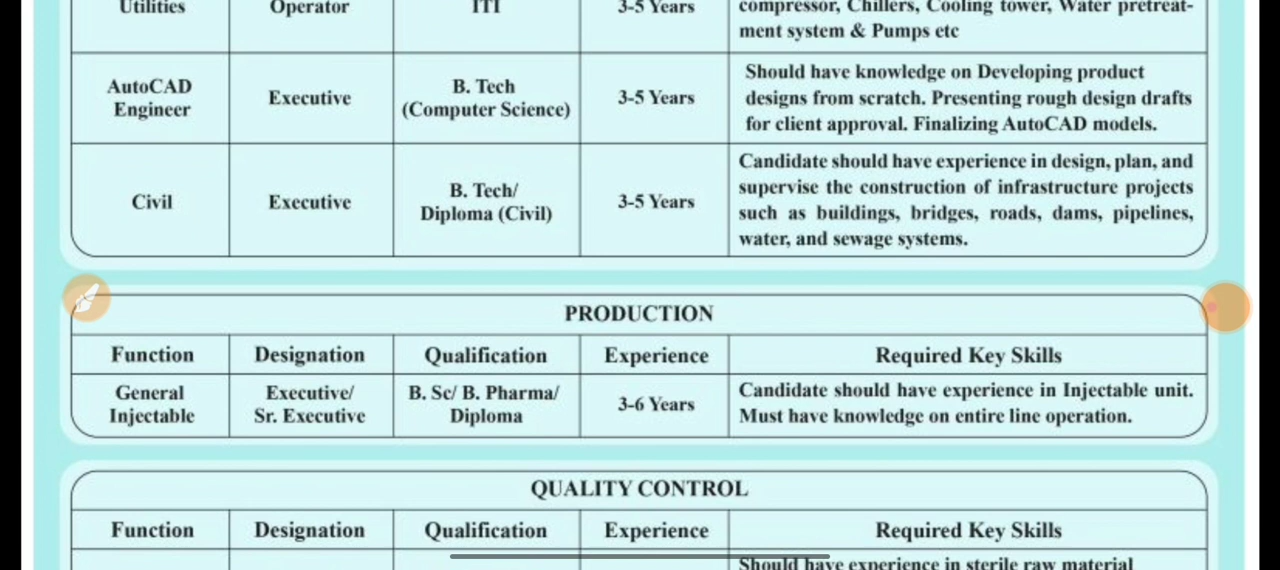 Utilities
Operator
ITI
3-5 Years
compressor, Chillers, Cooling tower, Water pretreat-
ment system & Pumps etc
AutoCAD
Engineer
Executive
B. Tech
(Computer Science)
3-5 Years
Should have knowledge on Developing product
designs from scratch. Presenting rough design drafts
for client approval. Finalizing AutoCAD models.
Civil
Executive
B. Tech/
Diploma (Civil)
3-5 Years
Candidate should have experience in design, plan, and
supervise the construction of infrastructure projects
such as buildings, bridges, roads, dams, pipelines,
water, and sewage systems.
PRODUCTION
Function
Designation
Qualification
Experience
Required Key Skills
General
Injectable
Executive/
Sr. Executive
B. Sc/ B. Pharma/
Diploma
3-6 Years
Candidate should have experience in Injectable unit.
Must have knowledge on entire line operation.
QUALITY CONTROL
Function
Designation
Qualification
Experience
Required Key Skills
Should have experience in sterile raw material